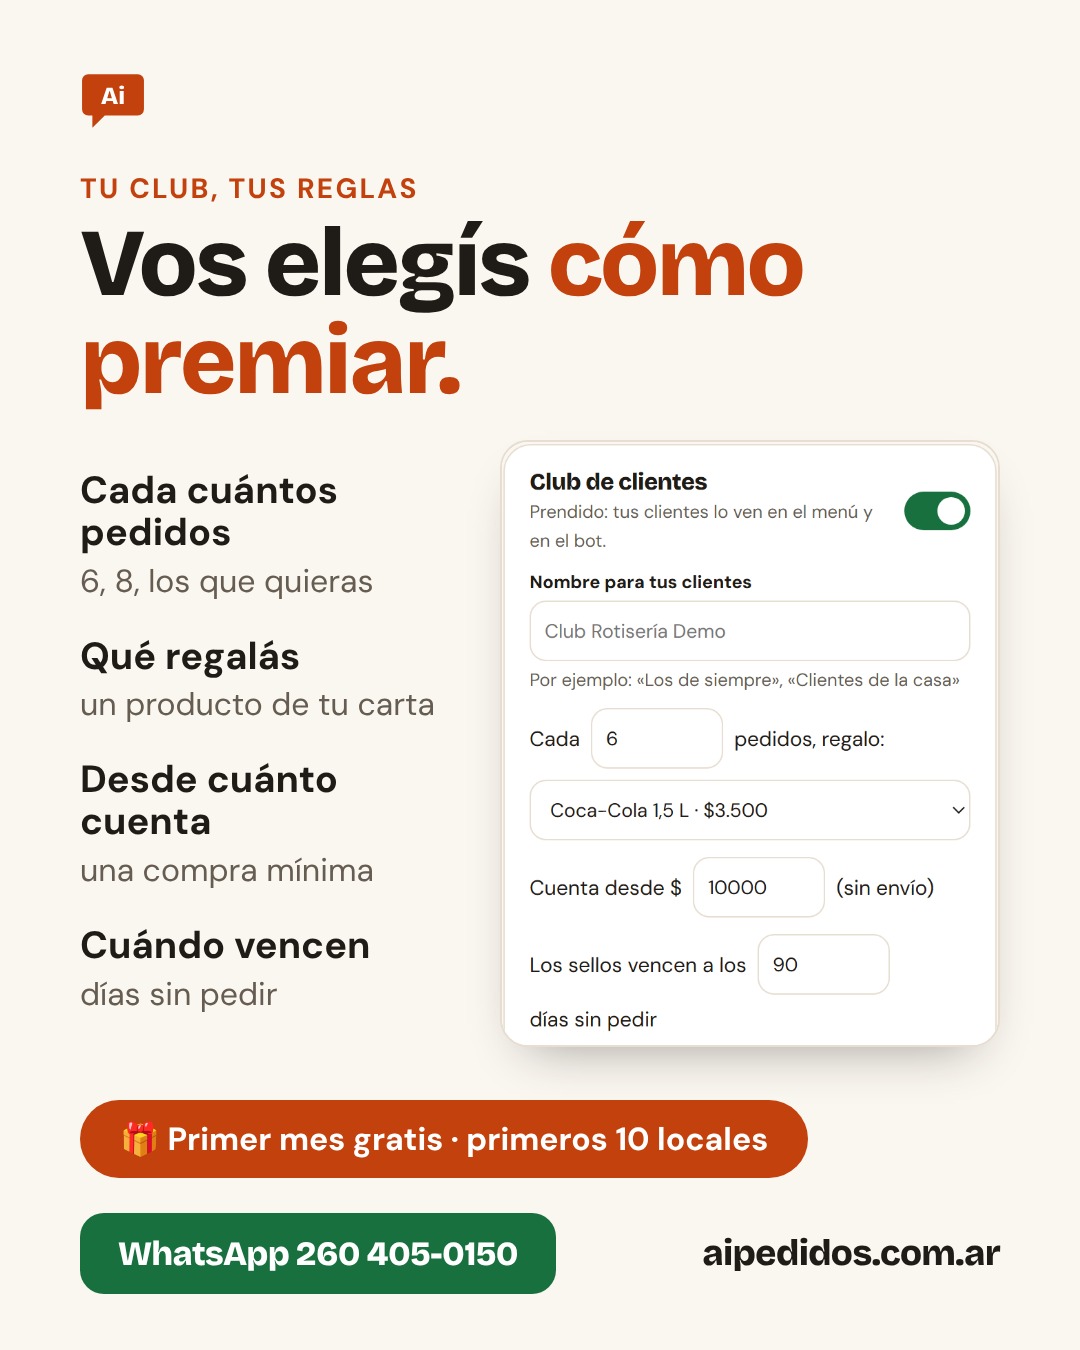 Ai
TU CLUB, TUS REGLAS
Vos elegís cómo
premiar.
Cada cuántos
pedidos
6, 8, los que quieras
Qué regalás
un producto de tu carta
Desde cuánto
cuenta
una compra mínima
Cuándo vencen
días sin pedir
Club de clientes
Prendido: tus clientes lo ven en el menú y
en el bot.
Nombre para tus clientes
Club Rotisería Demo
Por ejemplo: «Los de siempre», «Clientes de la casa»
Cada 6 pedidos, regalo:
Coca-Cola 1,5 L · $3.500
Cuenta desde $ 10000 (sin envío)
Los sellos vencen a los 90
días sin pedir
🎁 Primer mes gratis · primeros 10 locales
WhatsApp 260 405-0150
aipedidos.com.ar